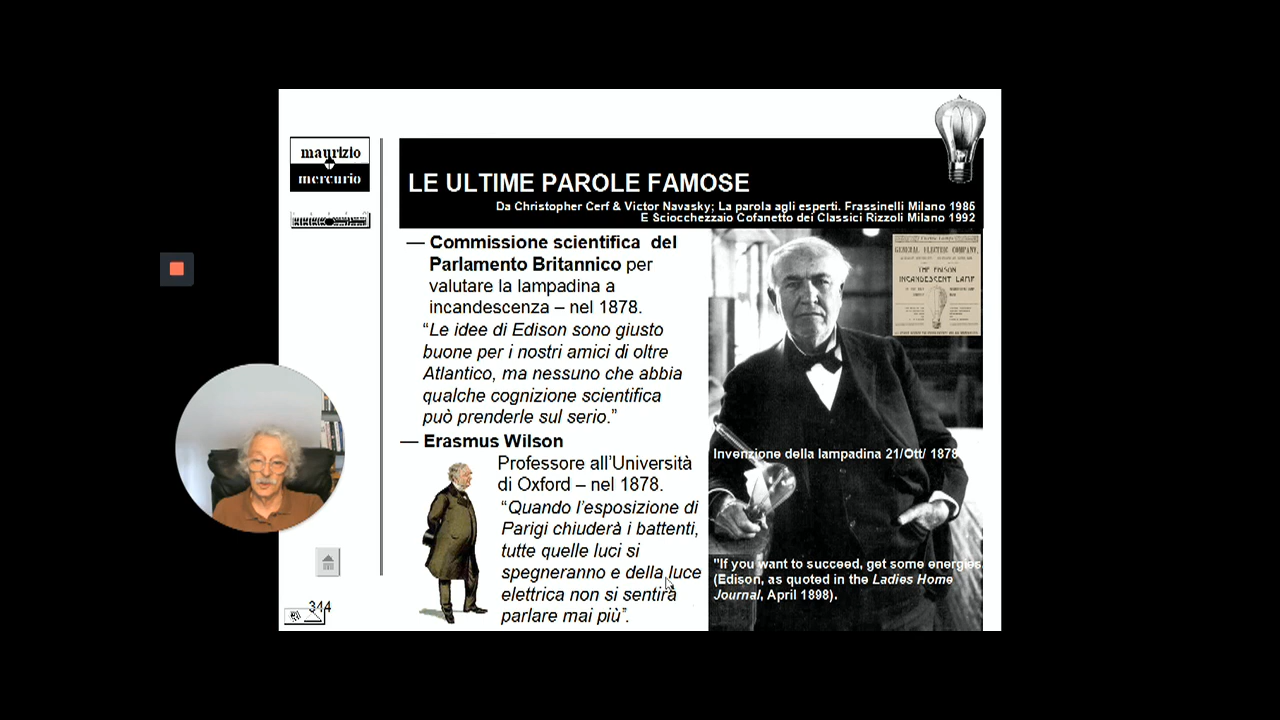 maurizio
mercurio
LE ULTIME PAROLE FAMOSE
Da Christopher Cerf & Victor Navasky; La parola agli esperti. Frassinelli Milano 1985
E Sciocchezzaio Cofanetto dei Classici Rizzoli Milano 1992
— Commissione scientifica del
Parlamento Britannico per
valutare la lampadina a
incandescenza – nel 1878.
“Le idee di Edison sono giusto
buone per i nostri amici di oltre
Atlantico, ma nessuno che abbia
qualche cognizione scientifica
può prenderle sul serio.”
— Erasmus Wilson
Professore all’Università
di Oxford – nel 1878.
“Quando l’esposizione di
Parigi chiuderà i battenti,
tutte quelle luci si
spegneranno e della luce
elettrica non si sentirà
parlare mai più”.
GENERAL ELECTRIC COMPANY,
THE EDISON
INCANDESCENT LAMP
Invenzione della lampadina 21/Ott/ 1878
"If you want to succeed, get some energies
(Edison, as quoted in the Ladies Home
Journal, April 1898).
344